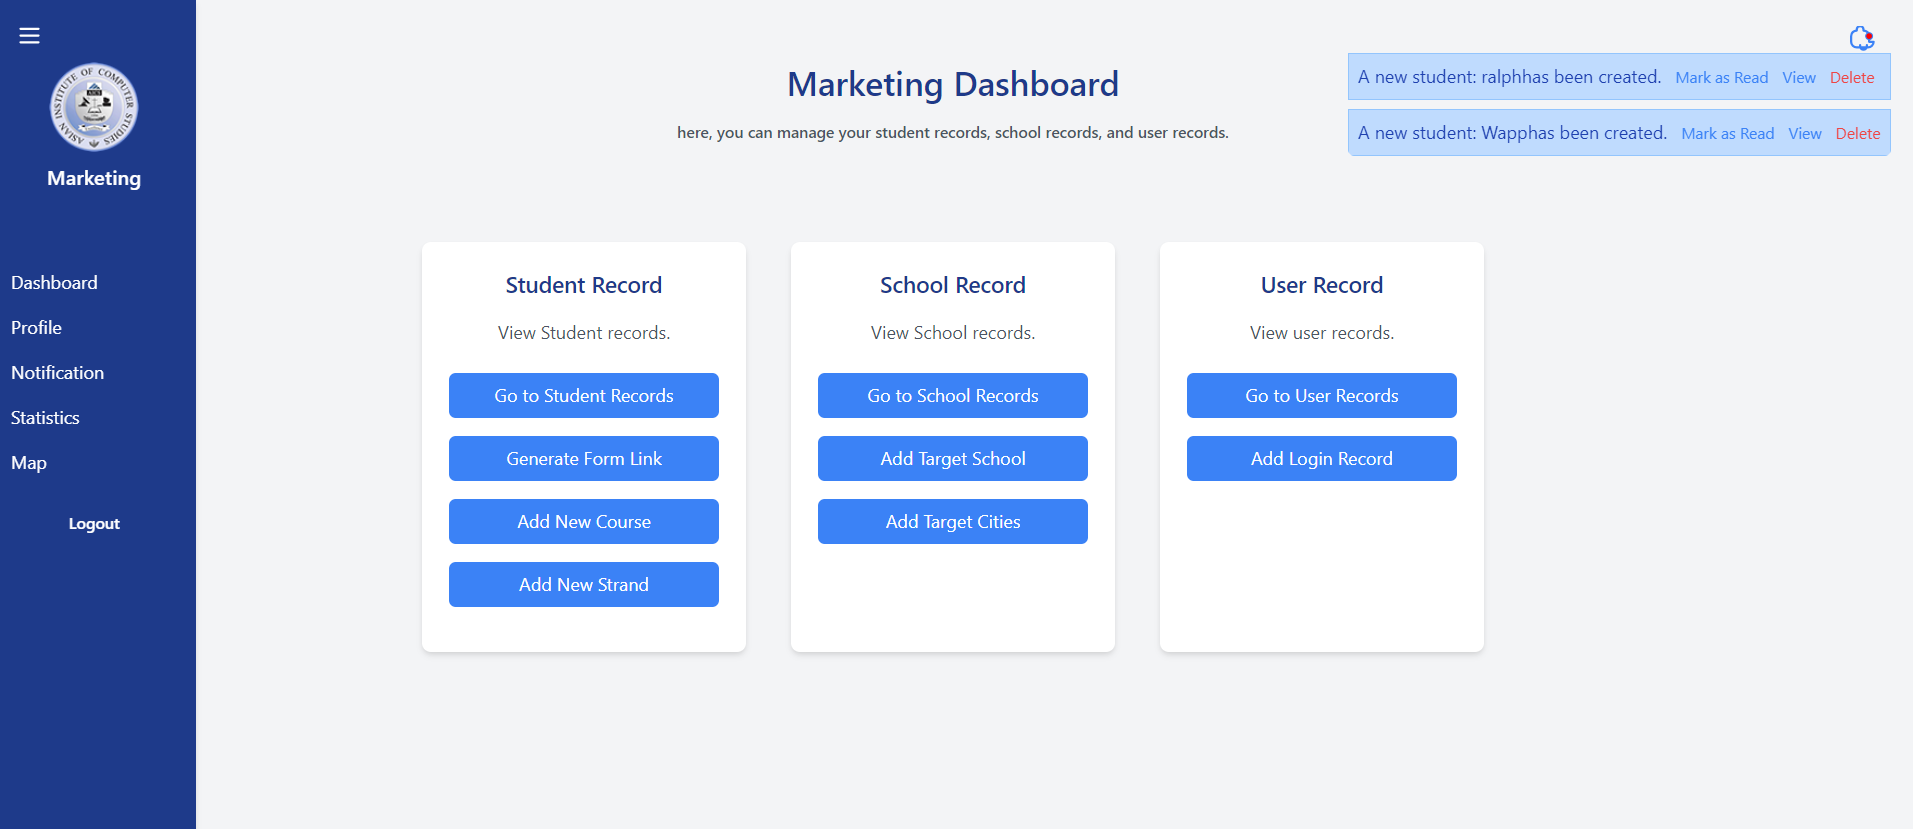 ASIAN INSTITUTE OF COMPUTER STUDIES
AICS
Marketing
Dashboard
Profile
Notification
Statistics
Map
Logout
Marketing Dashboard
here, you can manage your student records, school records, and user records.
A new student: ralphhas been created. Mark as Read View Delete
A new student: Wapphas been created. Mark as Read View Delete
Student Record
View Student records.
Go to Student Records
Generate Form Link
Add New Course
Add New Strand
School Record
View School records.
Go to School Records
Add Target School
Add Target Cities
User Record
View user records.
Go to User Records
Add Login Record